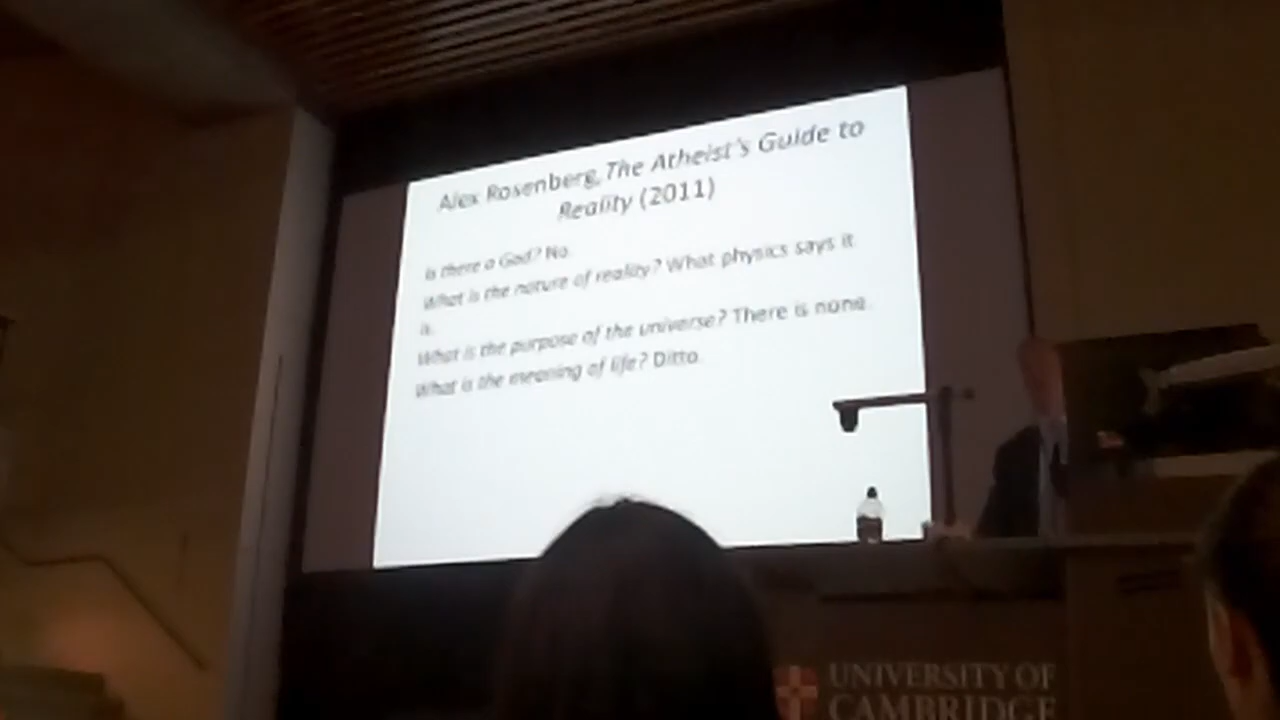 Alex Rosenberg, The Atheist's Guide to
Reality (2011)
Is there a God? No.
What is the nature of reality? What physics says it
is.
What is the purpose of the universe? There is none.
What is the meaning of life? Ditto.
UNIVERSITY OF
CAMBRIDGE